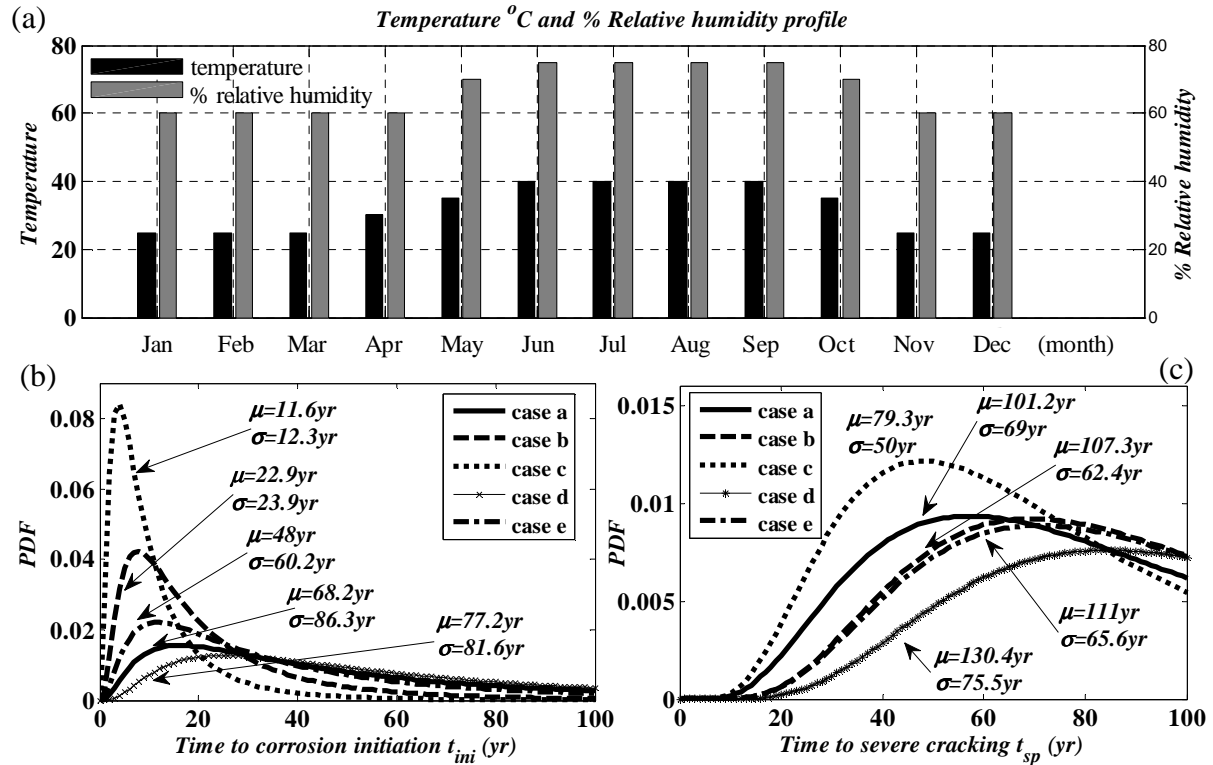 (a)
Temperature °C and % Relative humidity profile
80
60
40
20
0
Temperature
temperature
% relative humidity
80
60
40
20
0
% Relative humidity
Jan Feb Mar Apr May Jun Jul Aug Sep Oct Nov Dec (month)
(b)
0.08
0.06
0.04
0.02
0
PDF
μ=11.6yr
σ=12.3yr
μ=22.9yr
σ=23.9yr
μ=48yr
σ=60.2yr
μ=68.2yr
σ=86.3yr
μ=77.2yr
σ=81.6yr
case a
case b
case c
case d
case e
0 20 40 60 80 100
Time to corrosion initiation t_ini (yr)
(c)
0.015
0.01
0.005
0
PDF
case a
case b
case c
case d
case e
μ=79.3yr
σ=50yr
μ=101.2yr
σ=69yr
μ=107.3yr
σ=62.4yr
μ=111yr
σ=65.6yr
μ=130.4yr
σ=75.5yr
0 20 40 60 80 100
Time to severe cracking t_sp (yr)